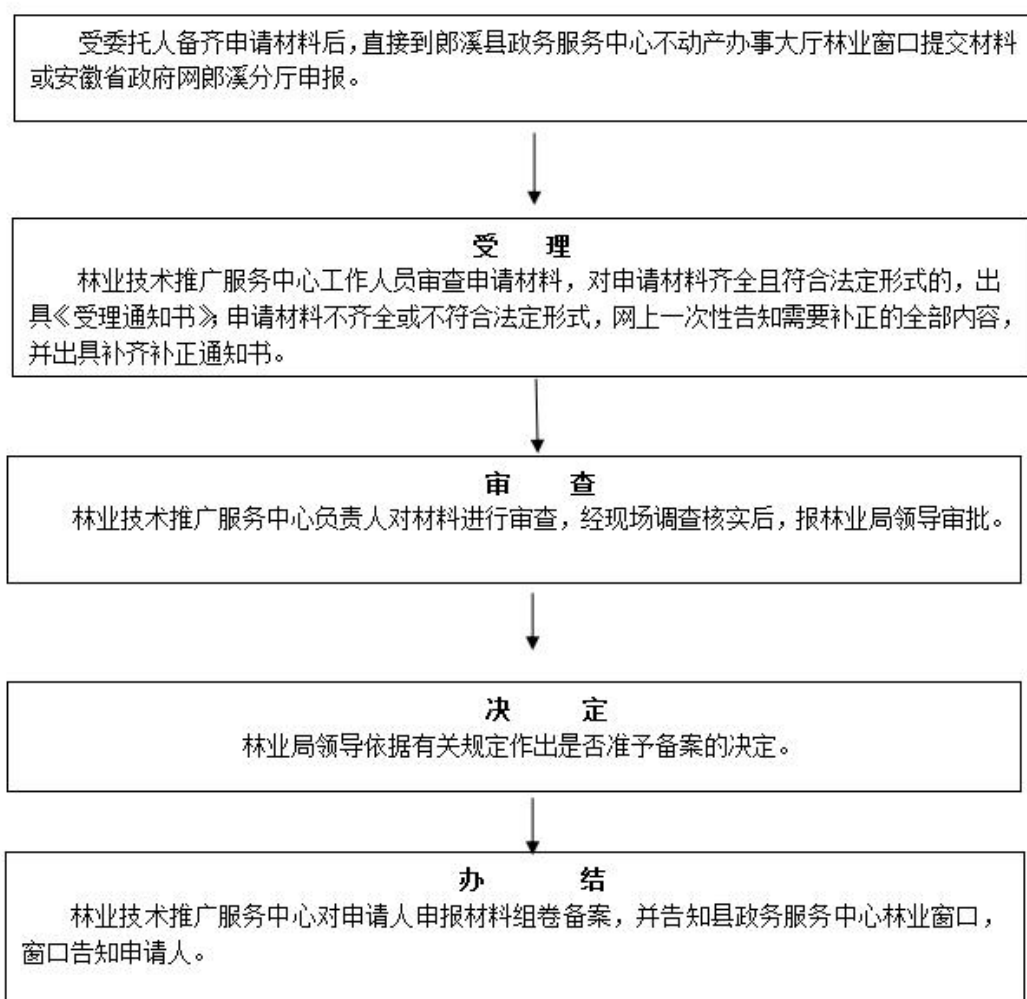 受委托人备齐申请材料后，直接到郎溪县政务服务中心不动产办事大厅林业窗口提交材料
或安徽省政府网郎溪分厅申报。
受 理
林业技术推广服务中心工作人员审查申请材料，对申请材料齐全且符合法定形式的，出
具《受理通知书》；申请材料不齐全或不符合法定形式，网上一次性告知需要补正的全部内容，
并出具补齐补正通知书。
审 查
林业技术推广服务中心负责人对材料进行审查，经现场调查核实后，报林业局领导审批。
决 定
林业局领导依据有关规定作出是否准予备案的决定。
办 结
林业技术推广服务中心对申请人申报材料组卷备案，并告知县政务服务中心林业窗口，
窗口告知申请人。